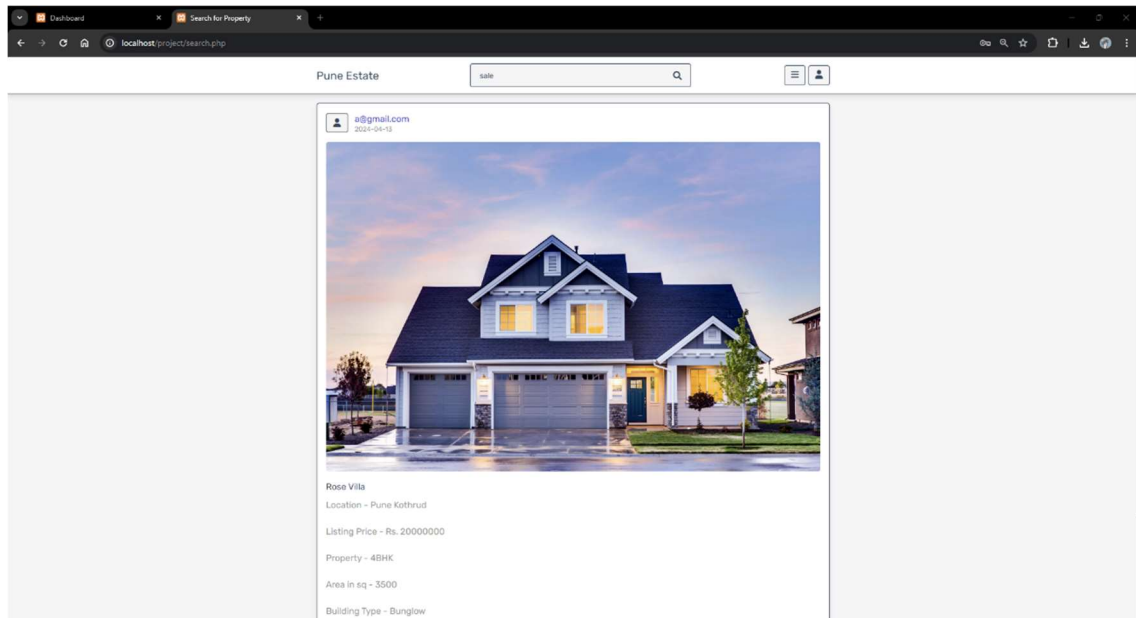 Dashboard
Search for Property
localhost/project/search.php
Pune Estate
sale
a@gmail.com
2024-04-13
Rose Villa
Location - Pune Kothrud
Listing Price - Rs. 20000000
Property - 4BHK
Area in sq - 3500
Building Type - Bunglow